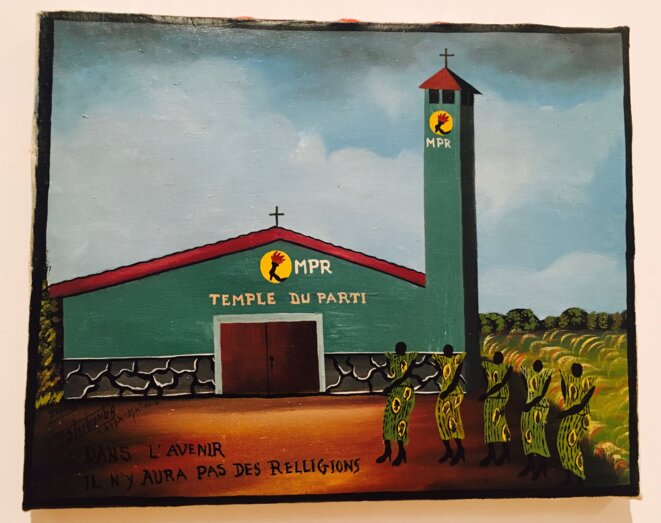 MPR
MPR
TEMPLE DU PARTI
DANS L'AVENIR
IL N'Y AURA PAS DES RELLIGIONS